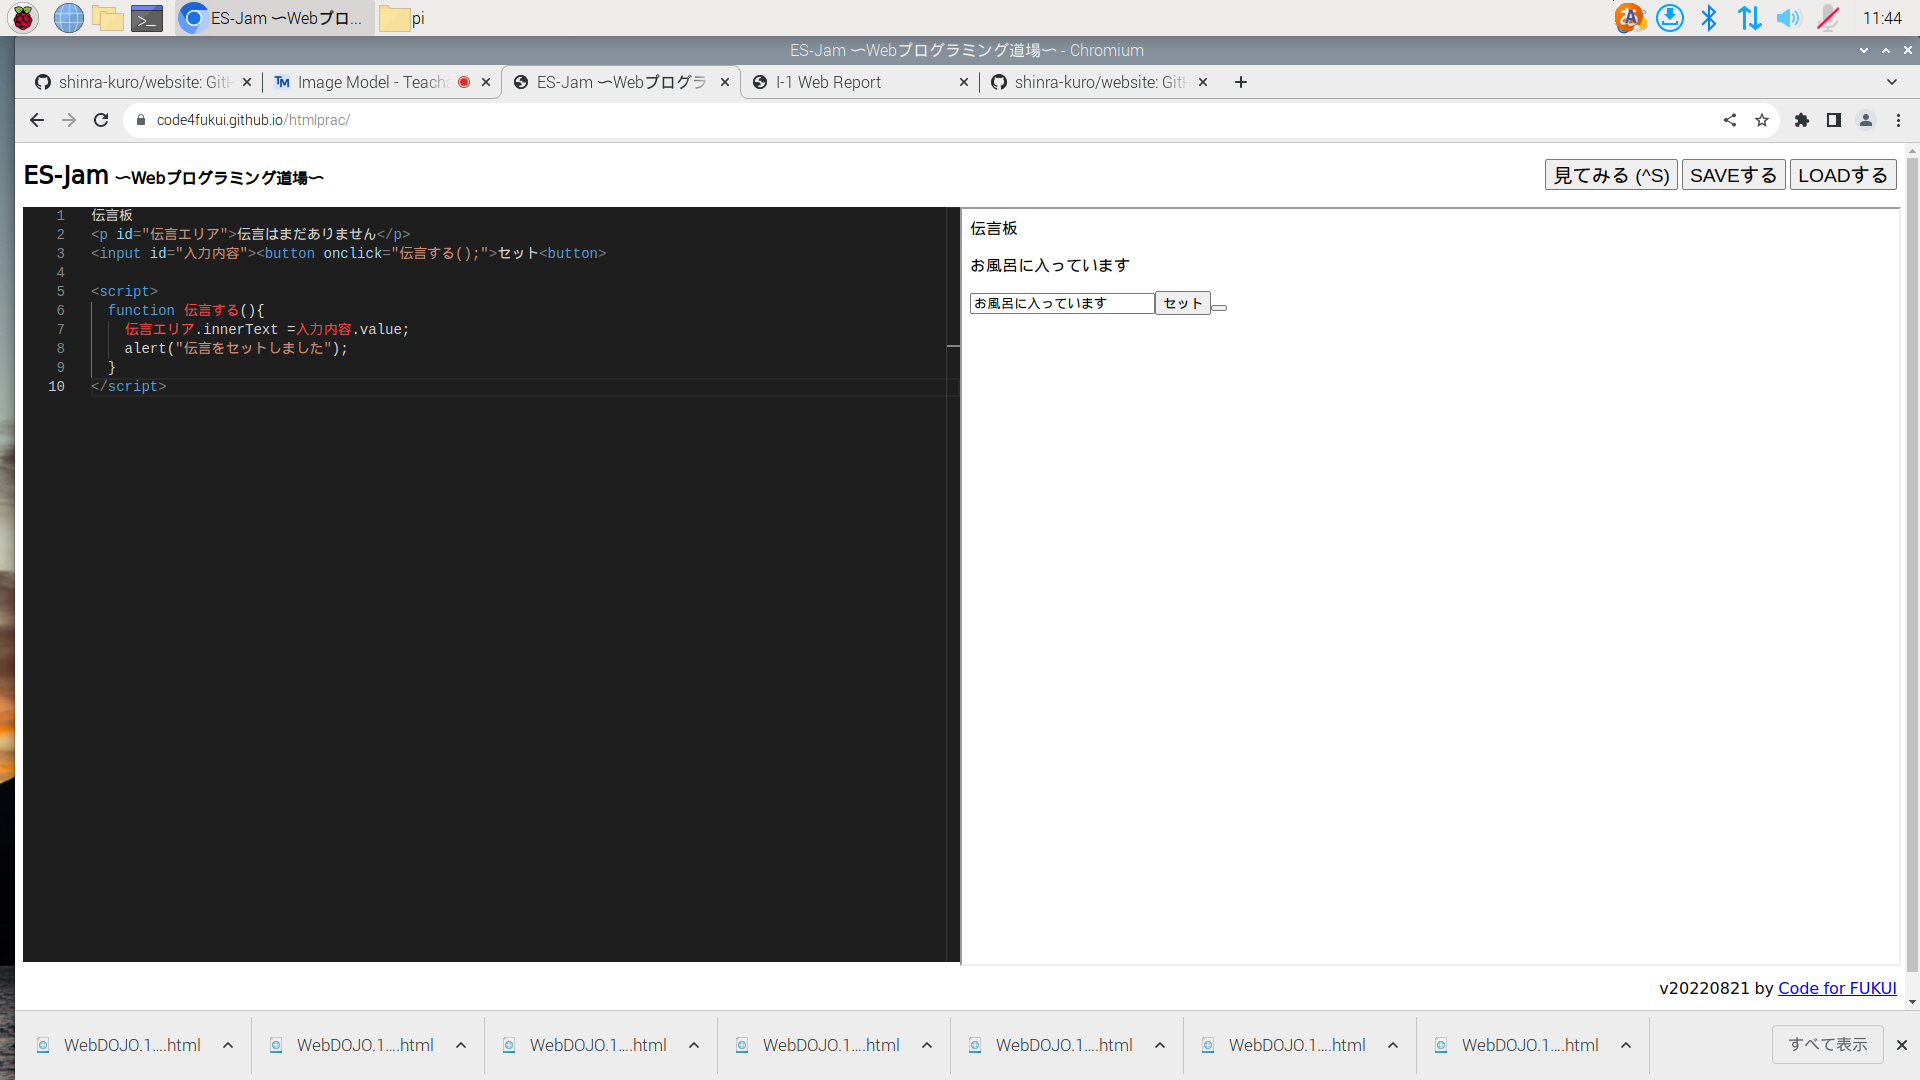 ES-Jam 〜Webプロ...
pi
11:44
ES-Jam 〜Webプログラミング道場〜 - Chromium
shinra-kuro/website: GitH
Image Model - Teacha
ES-Jam 〜Webプログラ
I-1 Web Report
shinra-kuro/website: GitH
code4fukui.github.io/htmlprac/
ES-Jam 〜Webプログラミング道場〜
見てみる (^S)
SAVEする
LOADする
1 伝言板
2 <p id="伝言エリア">伝言はまだありません</p>
3 <input id="入力内容"><button onclick="伝言する();">セット<button>
4
5 <script>
6 function 伝言する(){
7 伝言エリア.innerText =入力内容.value;
8 alert("伝言をセットしました");
9 }
10 </script>
伝言板
お風呂に入っています
お風呂に入っています セット
v20220821 by Code for FUKUI
WebDOJO.1....html
WebDOJO.1....html
WebDOJO.1....html
WebDOJO.1....html
WebDOJO.1....html
WebDOJO.1....html
WebDOJO.1....html
すべて表示